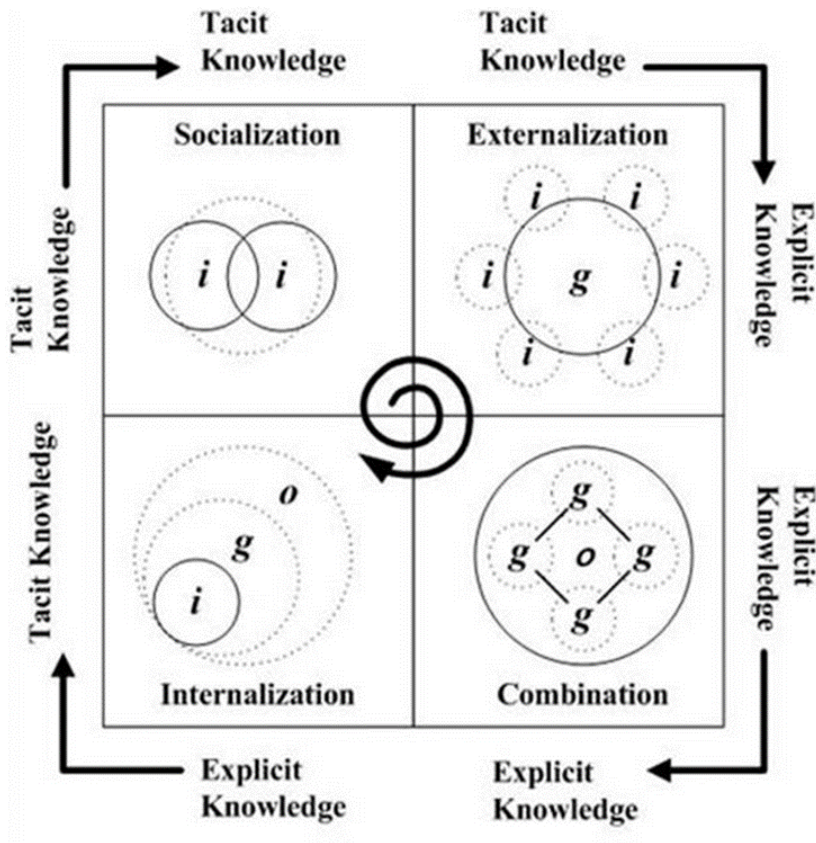 Tacit
Knowledge
Tacit
Knowledge
Socialization
Externalization
i
i
i
i
i
g
i
i
i
Tacit
Knowledge
Explicit
Knowledge
o
g
i
g
g
o
g
g
Tacit Knowledge
Explicit
Knowledge
Internalization
Combination
Explicit
Knowledge
Explicit
Knowledge